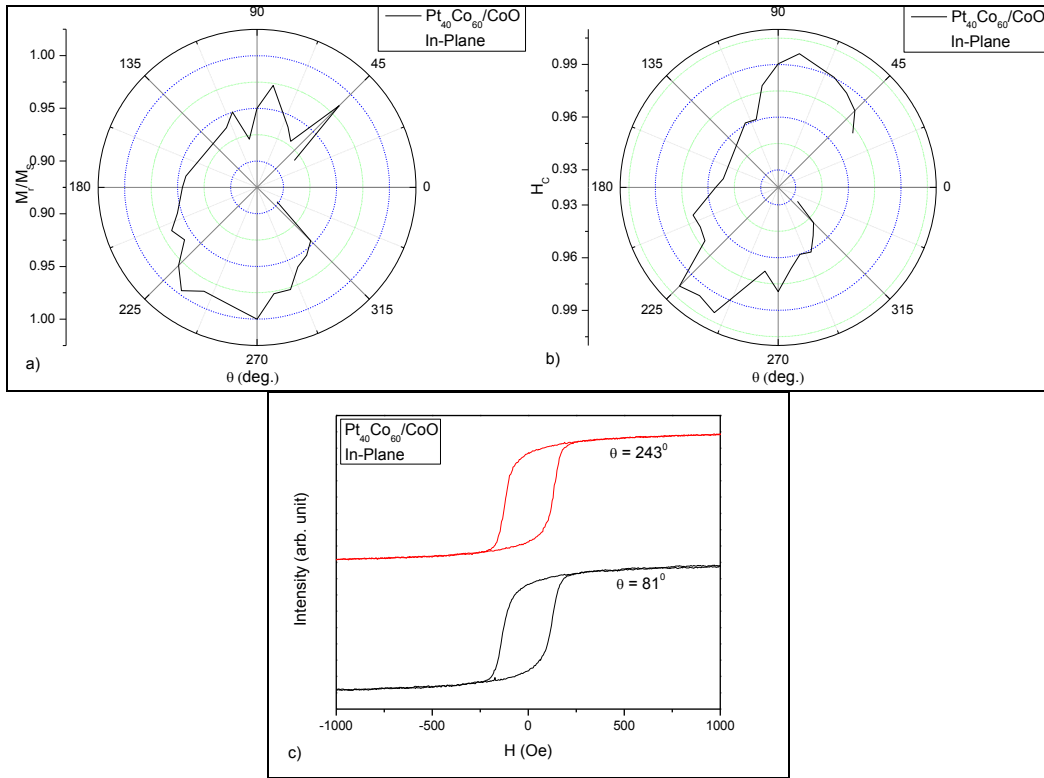 90
Pt₄₀Co₆₀/CoO
In-Plane
135
45
1.00
0.95
0.90
180
0
0.90
0.95
1.00
225
315
270
θ (deg.)
Mᵣ/Mₛ
a)
90
Pt₄₀Co₆₀/CoO
In-Plane
135
45
0.99
0.96
0.93
180
0
0.93
0.96
0.99
225
315
270
θ (deg.)
H_C
b)
Pt₄₀Co₆₀/CoO
In-Plane
θ = 243⁰
θ = 81⁰
Intensity (arb. unit)
-1000
-500
0
500
1000
H (Oe)
c)